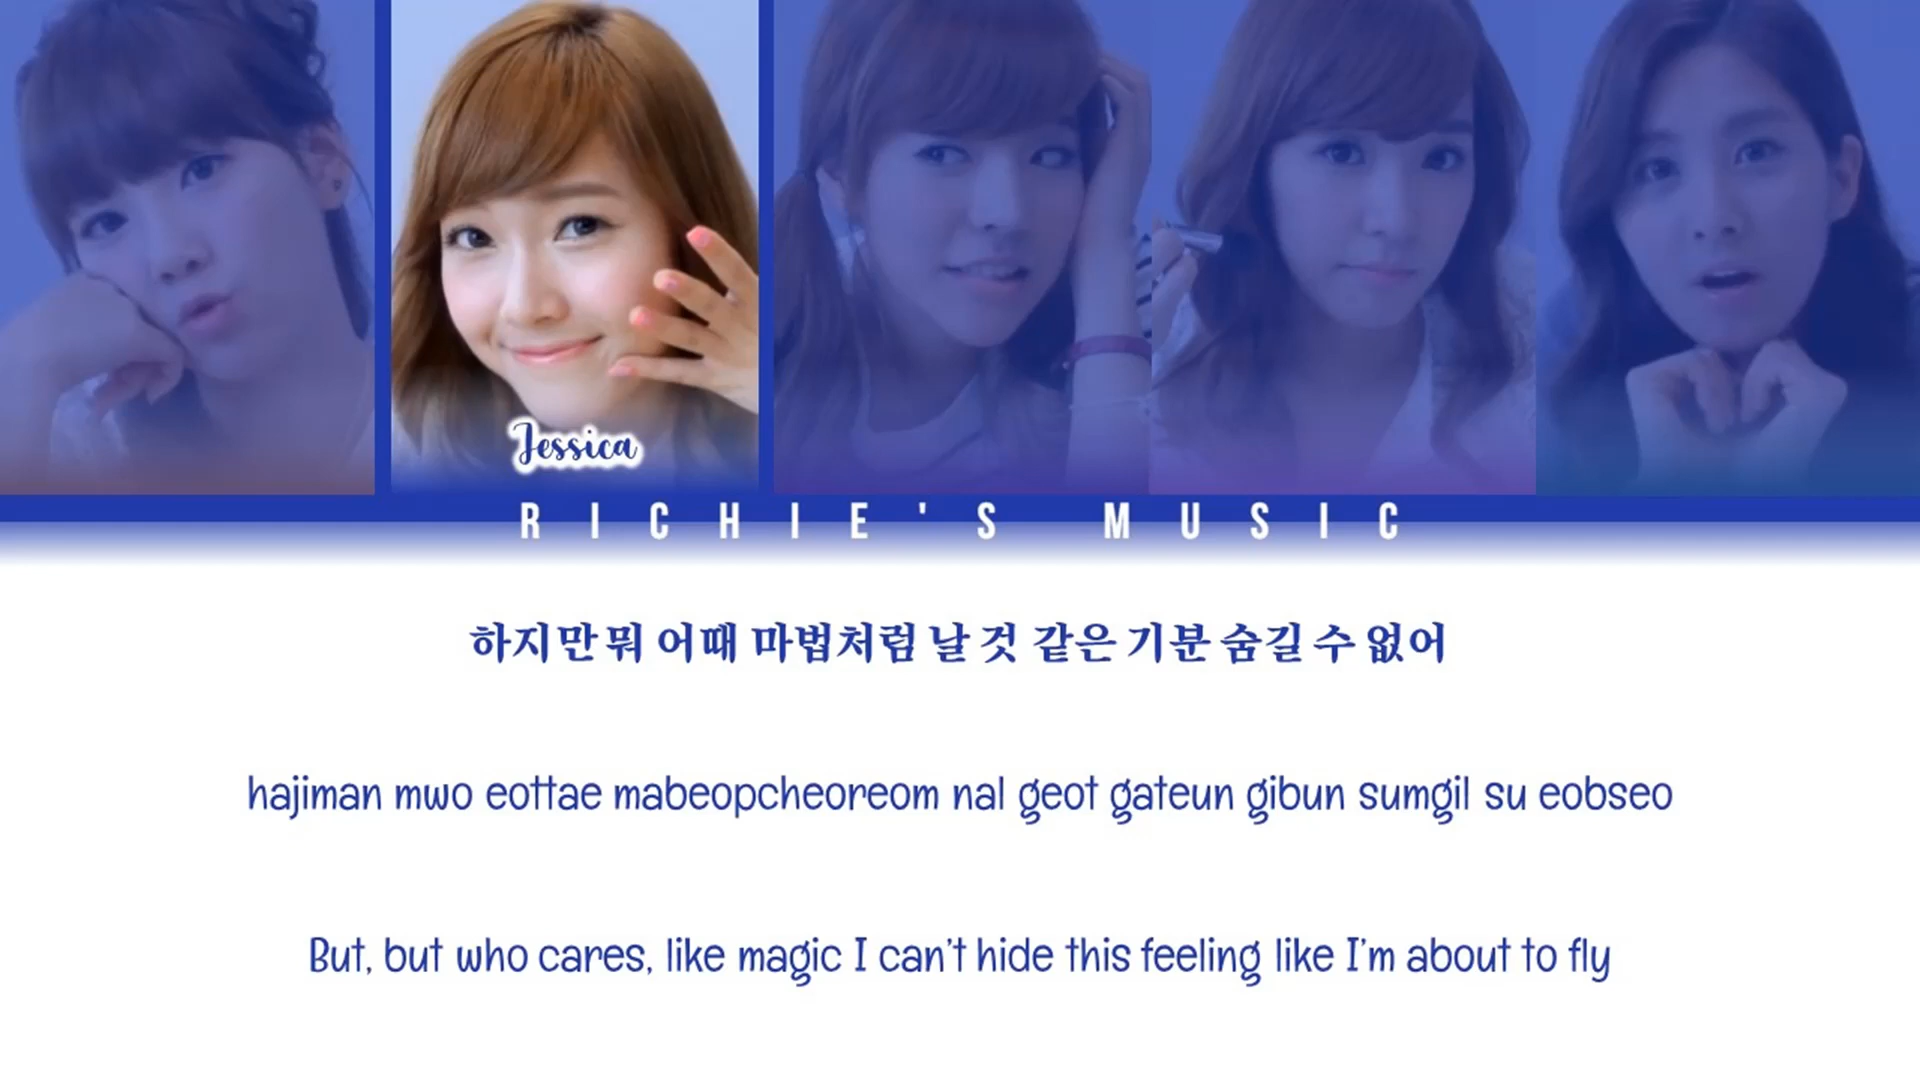 Jessica
RICHIE'S MUSIC
하지만 뭐 어때 마법처럼 날 것 같은 기분 숨길 수 없어
hajiman mwo eottae mabeopcheoreom nal geot gateun gibun sumgil su eobseo
But, but who cares, like magic I can't hide this feeling like I'm about to fly